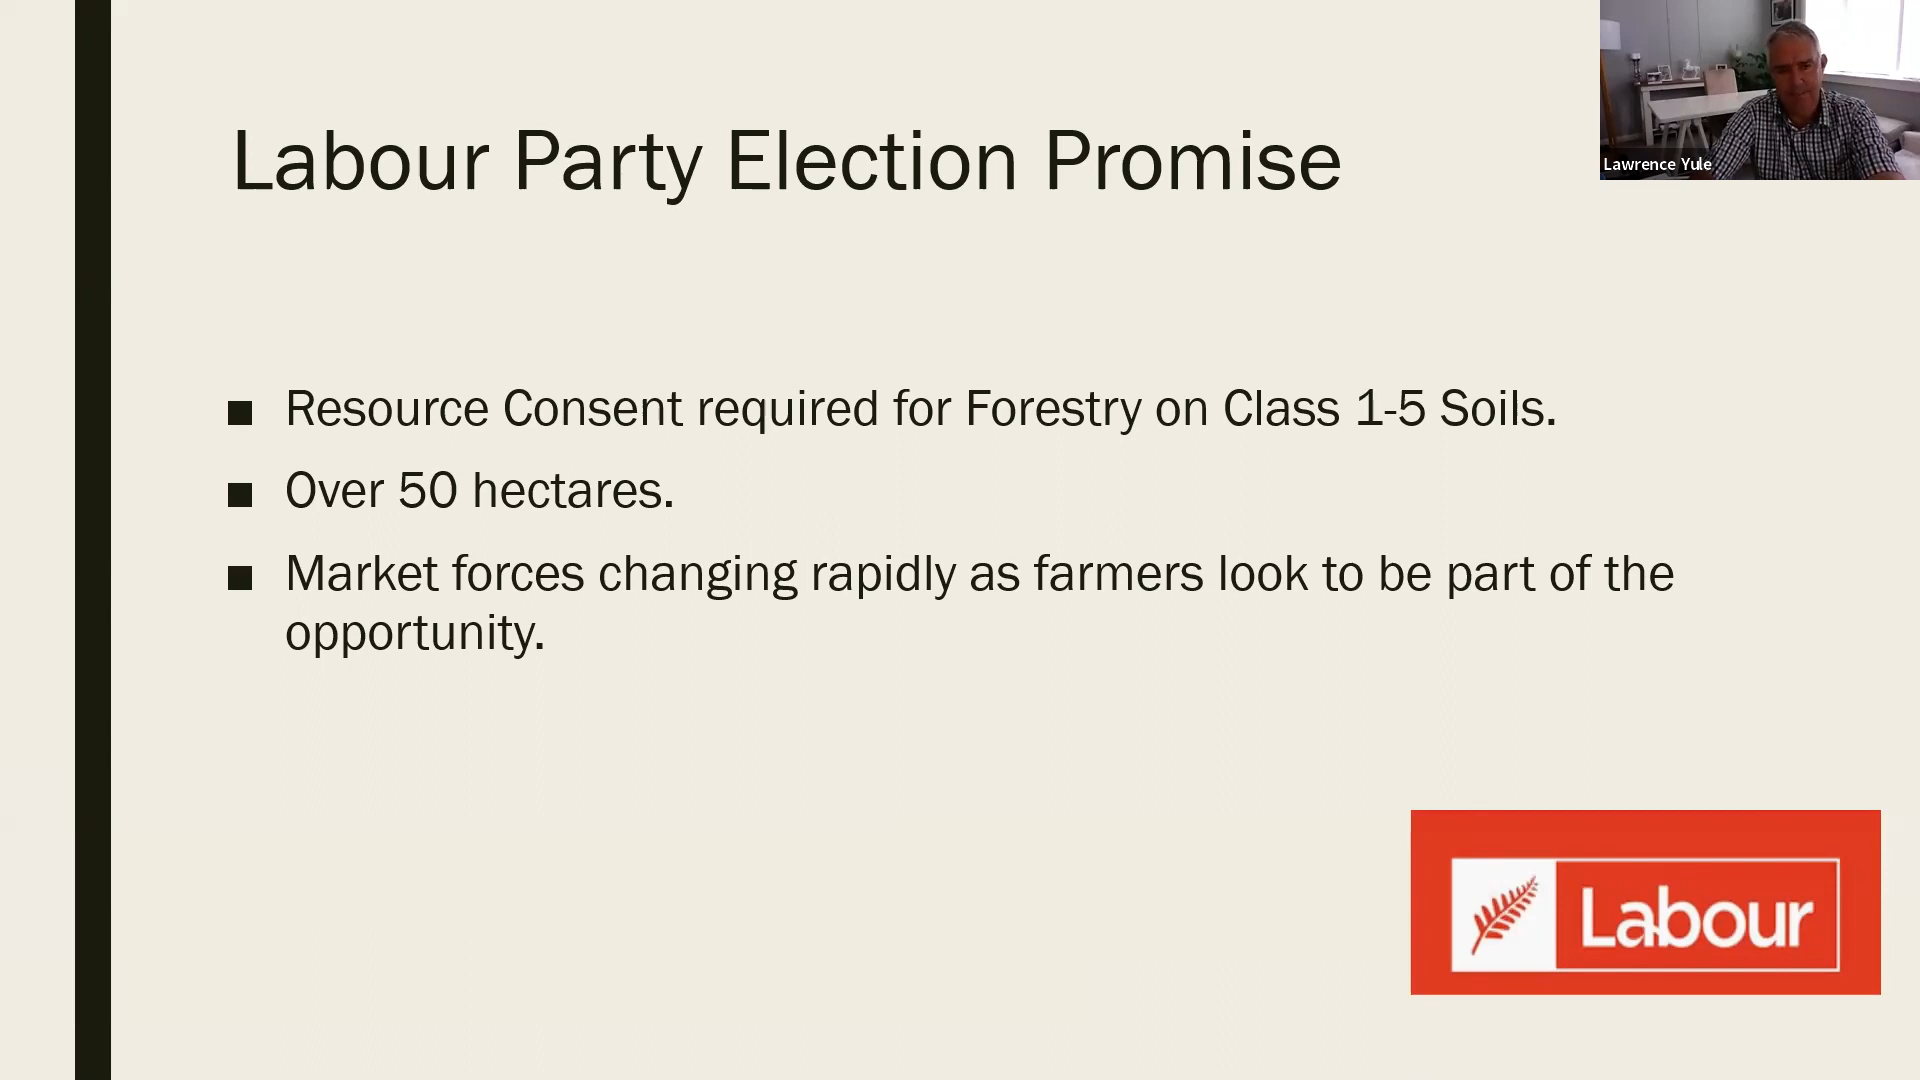 Labour Party Election Promise
Lawrence Yule
■ Resource Consent required for Forestry on Class 1-5 Soils.
■ Over 50 hectares.
■ Market forces changing rapidly as farmers look to be part of the
opportunity.
Labour